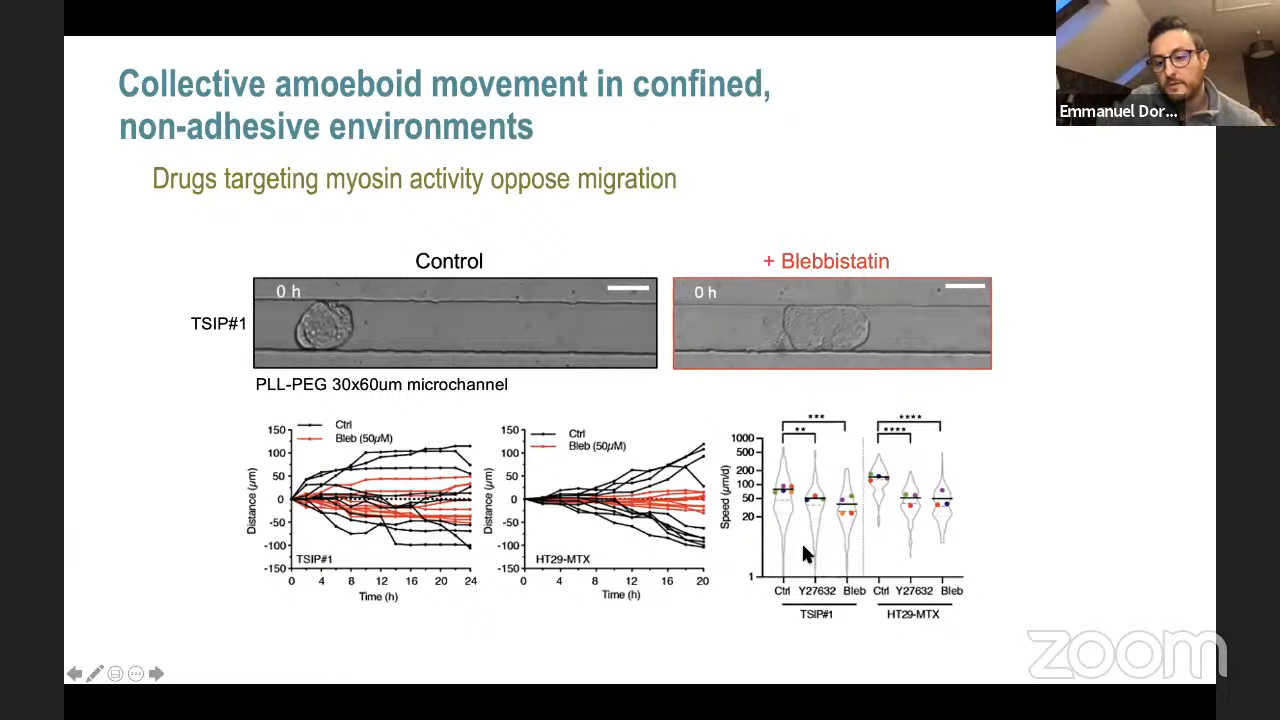 Collective amoeboid movement in confined,
non-adhesive environments
Drugs targeting myosin activity oppose migration
Emmanuel Dor...
Control
+ Blebbistatin
0 h
0 h
TSIP#1
PLL-PEG 30x60um microchannel
Ctrl
Bleb (50µM)
150
100
50
0
-50
-100
-150
Distance (µm)
TSIP#1
0 4 8 12 16 20 24
Time (h)
Ctrl
Bleb (50µM)
150
100
50
0
-50
-100
-150
Distance (µm)
HT29-MTX
0 4 8 12 16 20
Time (h)
*** ****
** ****
1000
500
200
100
50
20
1
Speed (µm/d)
Ctrl Y27632 Bleb Ctrl Y27632 Bleb
TSIP#1 HT29-MTX
zoom